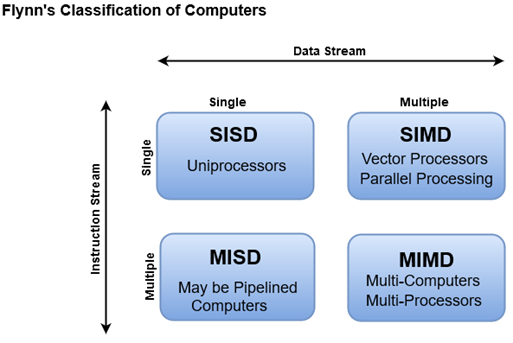 Flynn's Classification of Computers
Data Stream
Single
Multiple
Instruction Stream
Single
SISD
Uniprocessors
SIMD
Vector Processors
Parallel Processing
Multiple
MISD
May be Pipelined
Computers
MIMD
Multi-Computers
Multi-Processors